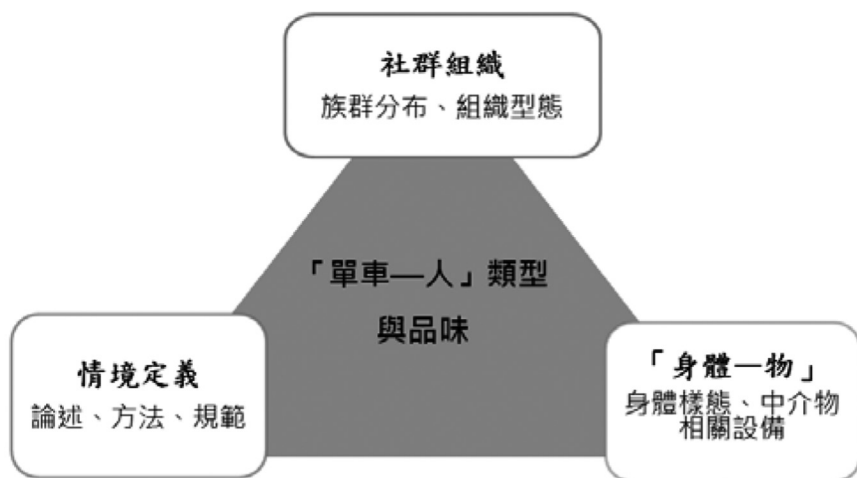 社群組織
族群分布、組織型態
「單車—人」類型
與品味
情境定義
論述、方法、規範
「身體—物」
身體樣態、中介物
相關設備